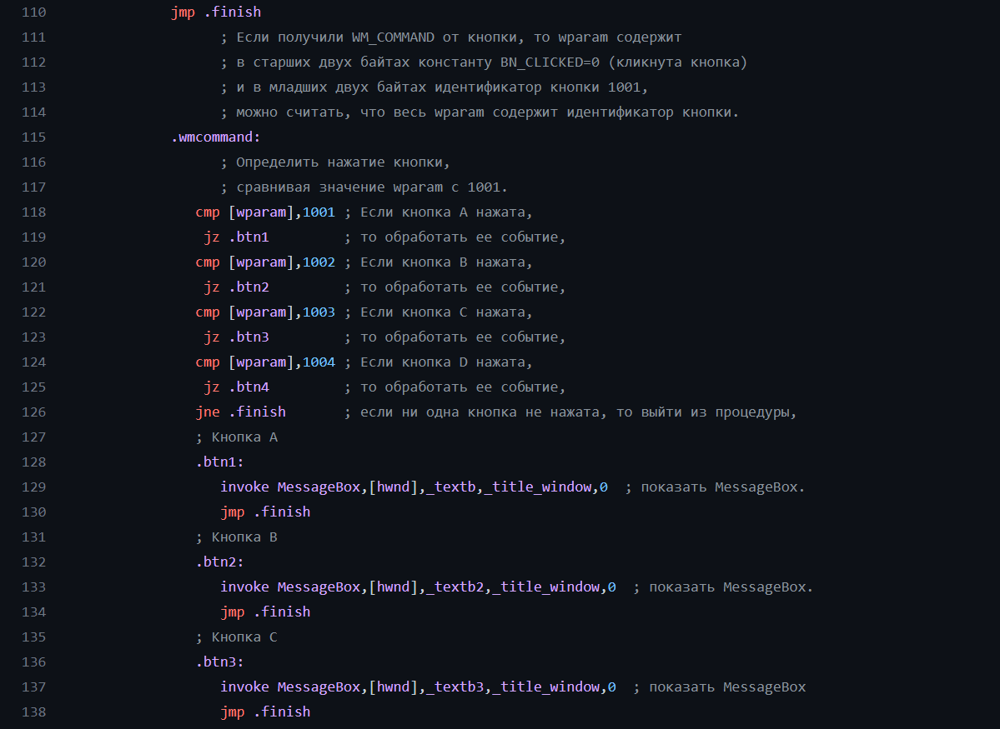 110 jmp .finish
111 ; Если получили WM_COMMAND от кнопки, то wparam содержит
112 ; в старших двух байтах константу BN_CLICKED=0 (кликнута кнопка)
113 ; и в младших двух байтах идентификатор кнопки 1001,
114 ; можно считать, что весь wparam содержит идентификатор кнопки.
115 .wmcommand:
116 ; Определить нажатие кнопки,
117 ; сравнивая значение wparam с 1001.
118 cmp [wparam],1001 ; Если кнопка A нажата,
119 jz .btn1 ; то обработать ее событие,
120 cmp [wparam],1002 ; Если кнопка B нажата,
121 jz .btn2 ; то обработать ее событие,
122 cmp [wparam],1003 ; Если кнопка C нажата,
123 jz .btn3 ; то обработать ее событие,
124 cmp [wparam],1004 ; Если кнопка D нажата,
125 jz .btn4 ; то обработать ее событие,
126 jne .finish ; если ни одна кнопка не нажата, то выйти из процедуры,
127 ; Кнопка A
128 .btn1:
129 invoke MessageBox,[hwnd],_textb,_title_window,0 ; показать MessageBox.
130 jmp .finish
131 ; Кнопка B
132 .btn2:
133 invoke MessageBox,[hwnd],_textb2,_title_window,0 ; показать MessageBox.
134 jmp .finish
135 ; Кнопка C
136 .btn3:
137 invoke MessageBox,[hwnd],_textb3,_title_window,0 ; показать MessageBox
138 jmp .finish